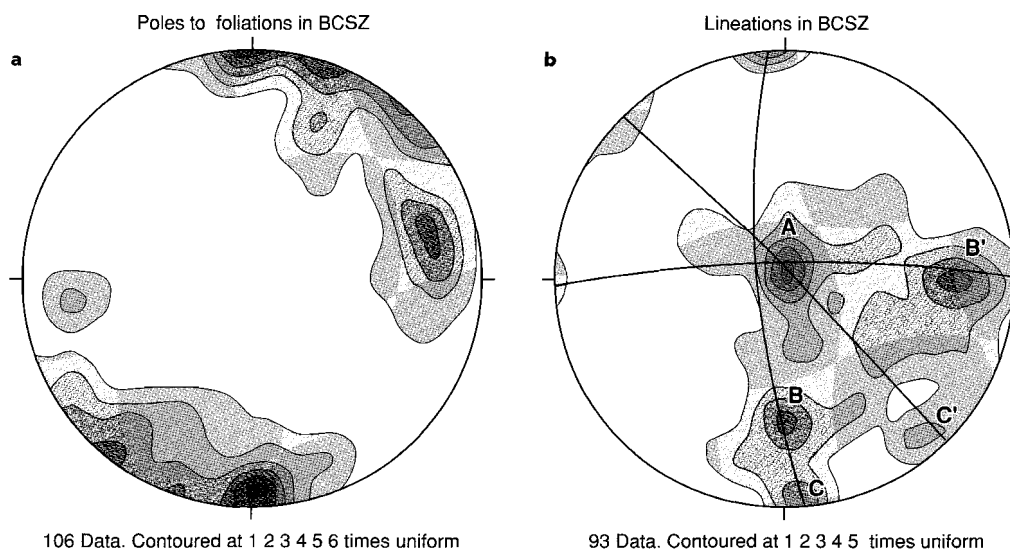 Poles to foliations in BCSZ
Lineations in BCSZ
a
b
A
B'
B
C'
C
106 Data. Contoured at 1 2 3 4 5 6 times uniform
93 Data. Contoured at 1 2 3 4 5 times uniform